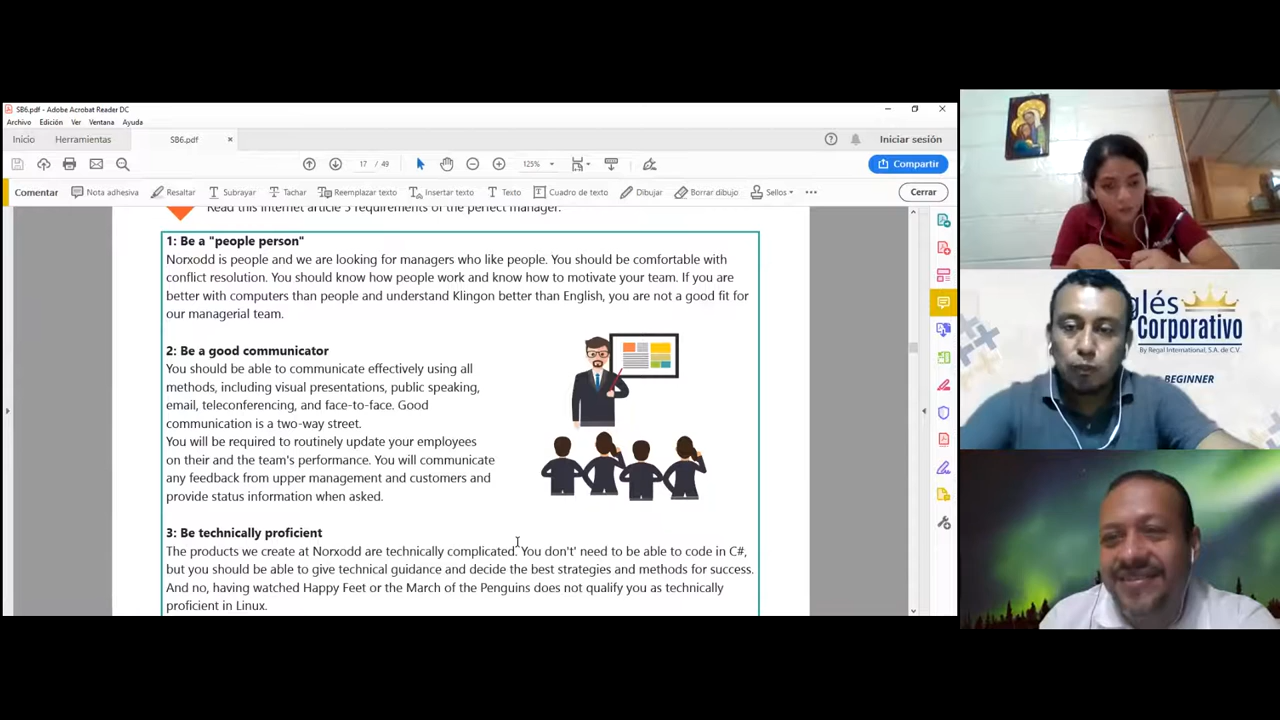 SB6.pdf - Adobe Acrobat Reader DC
Archivo Edición Ver Ventana Ayuda
Inicio Herramientas SB6.pdf × Iniciar sesión
17 / 49 125% Compartir
Comentar Nota adhesiva Resaltar Subrayar Tachar Reemplazar texto Insertar texto Texto Cuadro de texto Dibujar Borrar dibujo Sellos Cerrar
Read this internet article 5 requirements of the perfect manager.
1: Be a "people person"
Norxodd is people and we are looking for managers who like people. You should be comfortable with
conflict resolution. You should know how people work and know how to motivate your team. If you are
better with computers than people and understand Klingon better than English, you are not a good fit for
our managerial team.
2: Be a good communicator
You should be able to communicate effectively using all
methods, including visual presentations, public speaking,
email, teleconferencing, and face-to-face. Good
communication is a two-way street.
You will be required to routinely update your employees
on their and the team's performance. You will communicate
any feedback from upper management and customers and
provide status information when asked.
3: Be technically proficient
The products we create at Norxodd are technically complicated. You don't' need to be able to code in C#,
but you should be able to give technical guidance and decide the best strategies and methods for success.
And no, having watched Happy Feet or the March of the Penguins does not qualify you as technically
proficient in Linux.
glés
Corporativo
By Regal International, S.A. de C.V.
BEGINNER